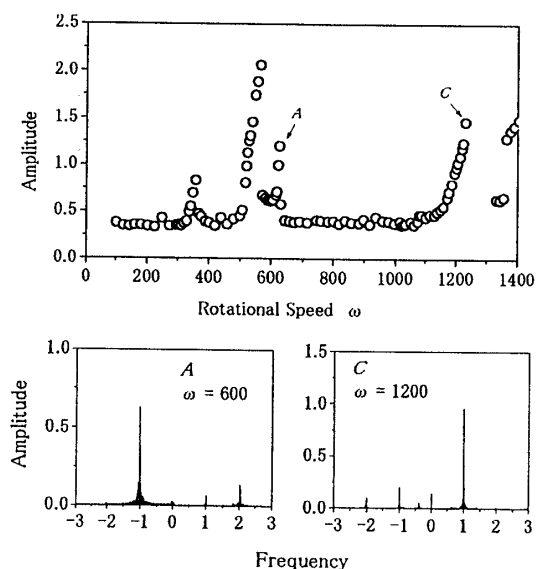 2.5
2.0
1.5
1.0
0.5
0.0
Amplitude
A
C
0 200 400 600 800 1000 1200 1400
Rotational Speed ω
1.0
0.5
0.0
Amplitude
A
ω = 600
-3 -2 -1 0 1 2 3
1.5
1.0
0.5
0.0
C
ω = 1200
-3 -2 -1 0 1 2 3
Frequency